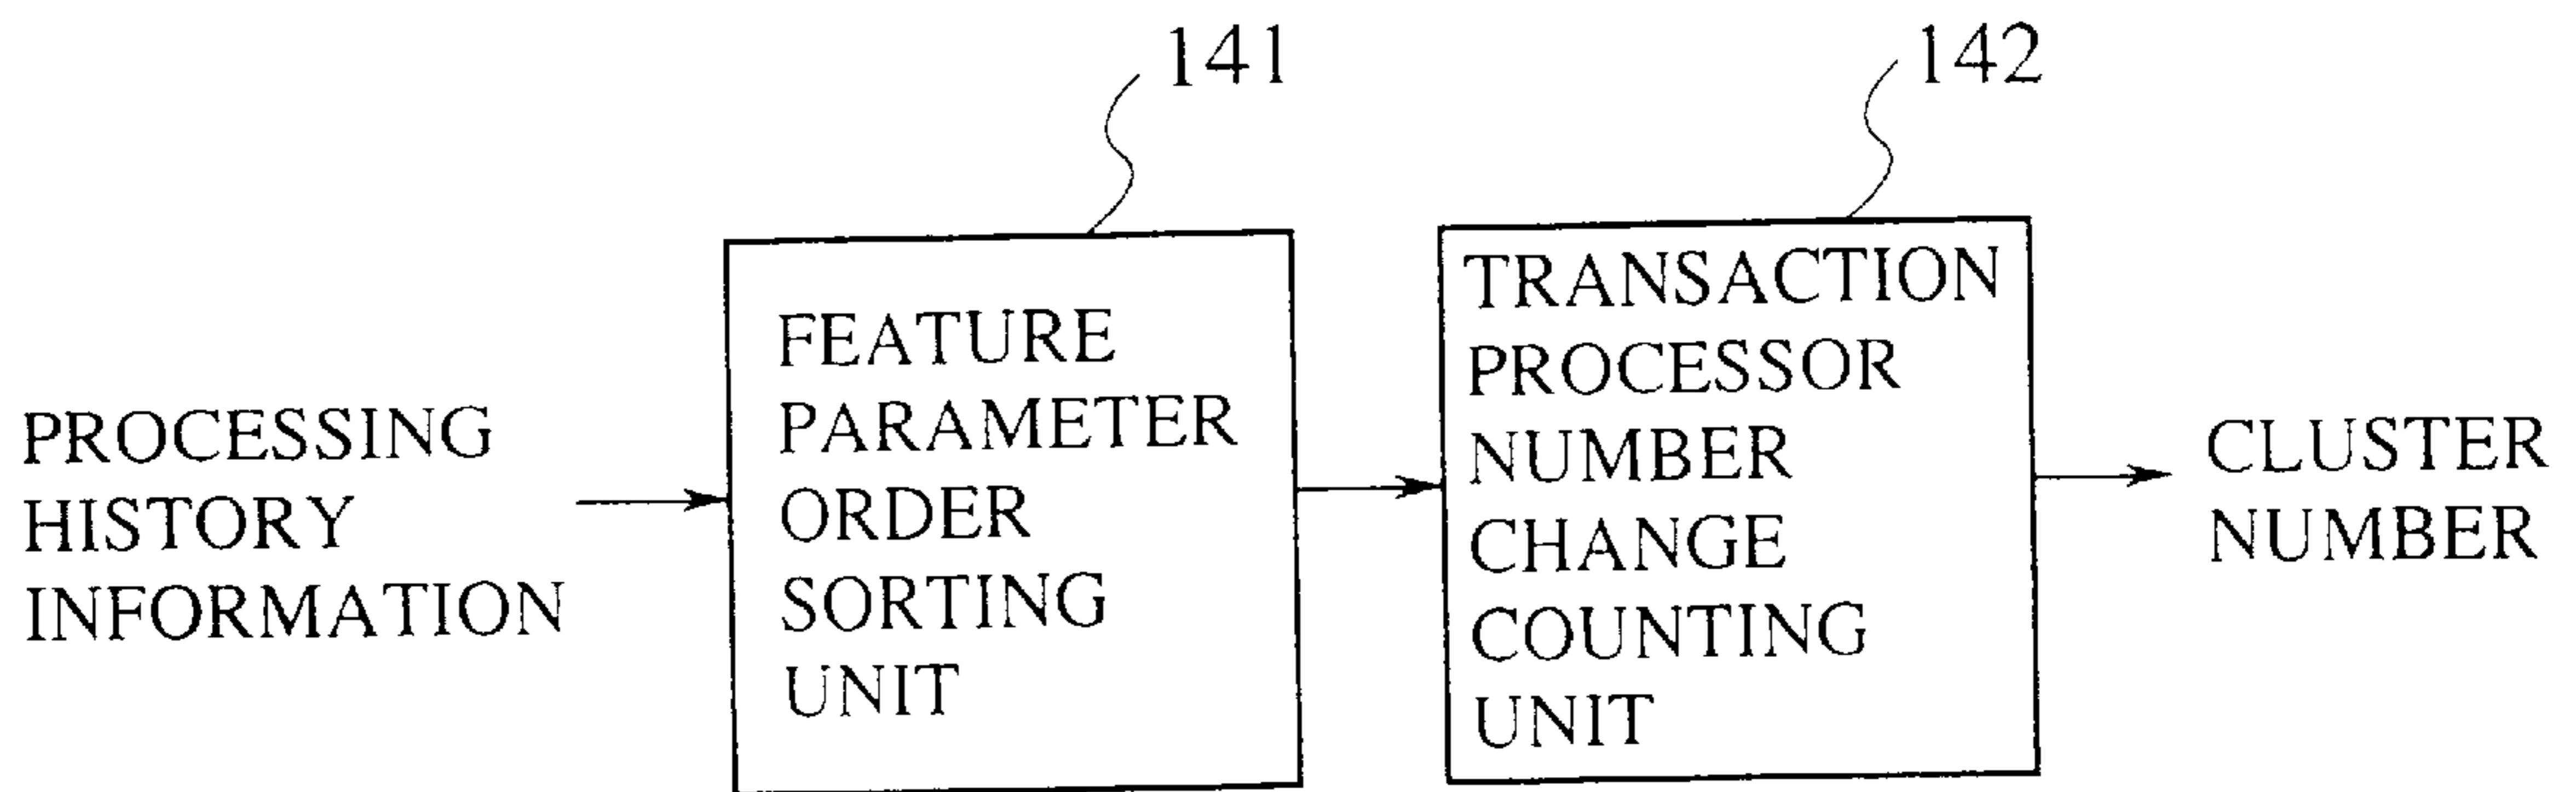 141
142
PROCESSING
HISTORY
INFORMATION
FEATURE
PARAMETER
ORDER
SORTING
UNIT
TRANSACTION
PROCESSOR
NUMBER
CHANGE
COUNTING
UNIT
CLUSTER
NUMBER